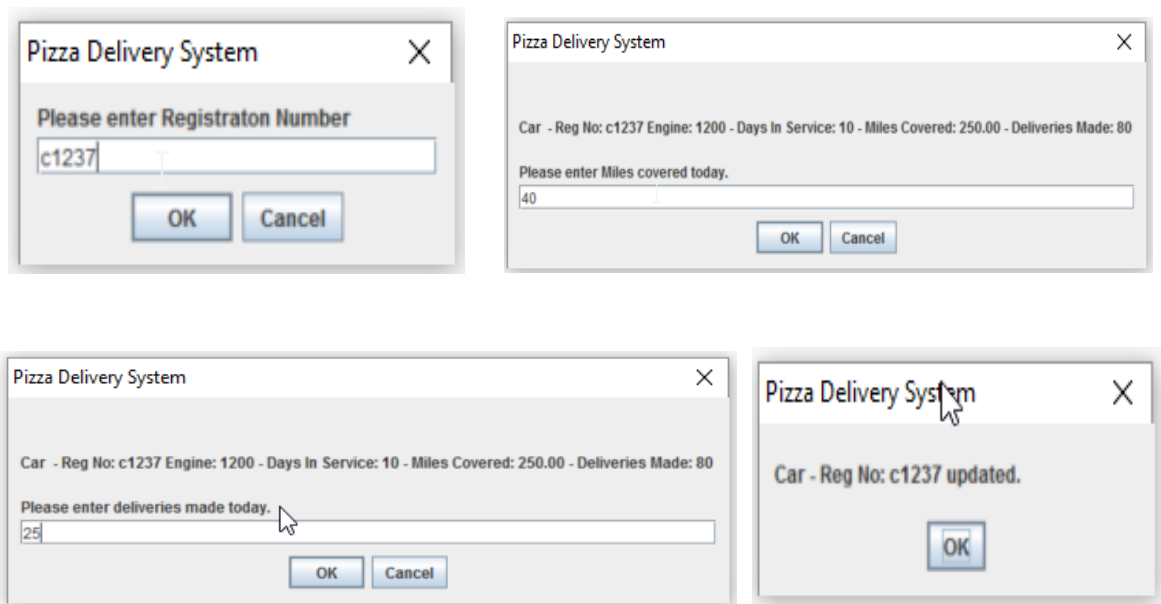 Pizza Delivery System
Please enter Registraton Number
c1237
OK Cancel
Pizza Delivery System
Car - Reg No: c1237 Engine: 1200 - Days In Service: 10 - Miles Covered: 250.00 - Deliveries Made: 80
Please enter Miles covered today.
40
OK Cancel
Pizza Delivery System
Car - Reg No: c1237 Engine: 1200 - Days In Service: 10 - Miles Covered: 250.00 - Deliveries Made: 80
Please enter deliveries made today.
25
OK Cancel
Pizza Delivery System
Car - Reg No: c1237 updated.
OK